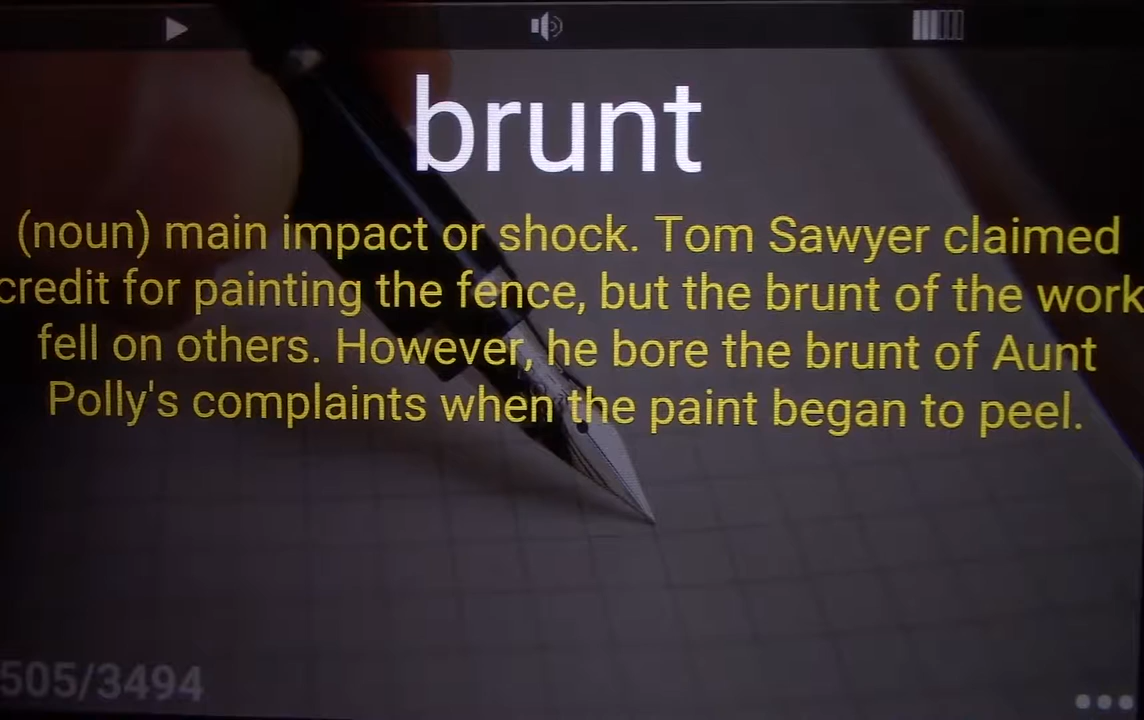 brunt
(noun) main impact or shock. Tom Sawyer claimed
credit for painting the fence, but the brunt of the work
fell on others. However, he bore the brunt of Aunt
Polly's complaints when the paint began to peel.
505/3494